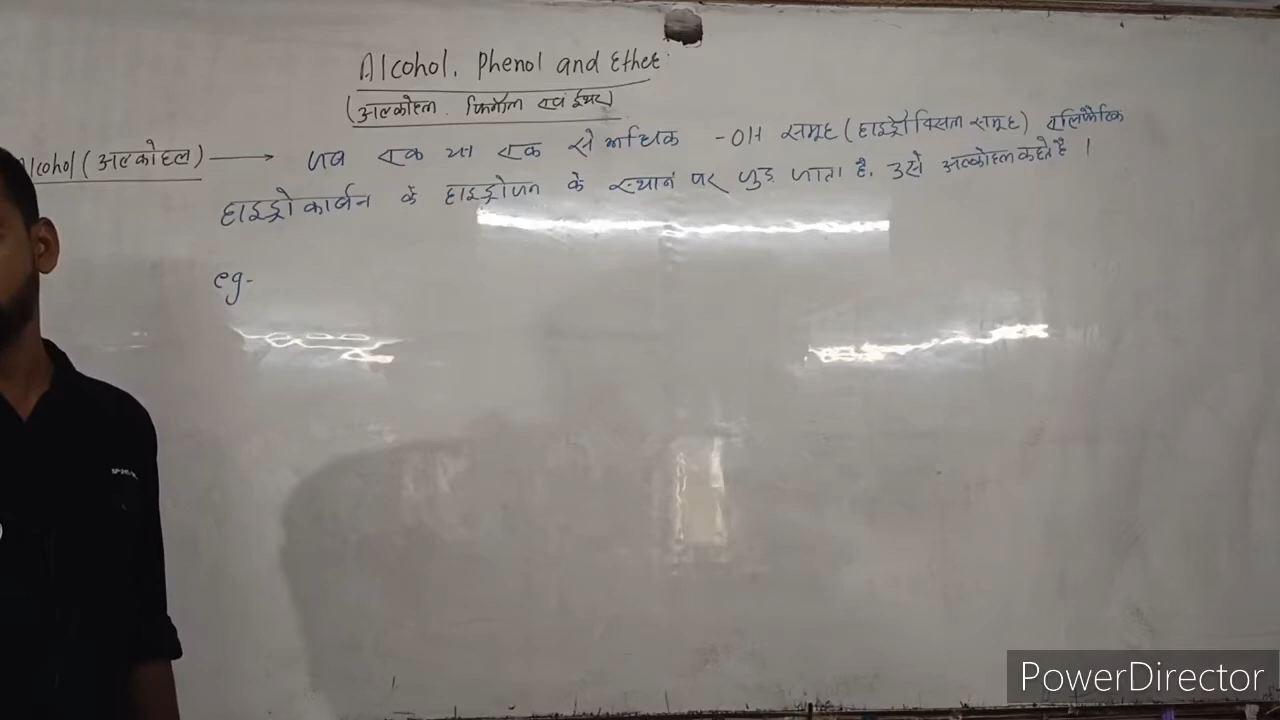 Alcohol, Phenol and Ether
(अल्कोहल, फिनॉल एवं ईथर)
lcohol (अल्कोहल) → जब एक या एक से अधिक -OH समूह (हाइड्रोक्सिल समूह) एलिफैटिक
हाइड्रोकार्बन के हाइड्रोजन के स्थान पर जुड़ जाता है, उसे अल्कोहल कहते है ।
eg-
PowerDirector